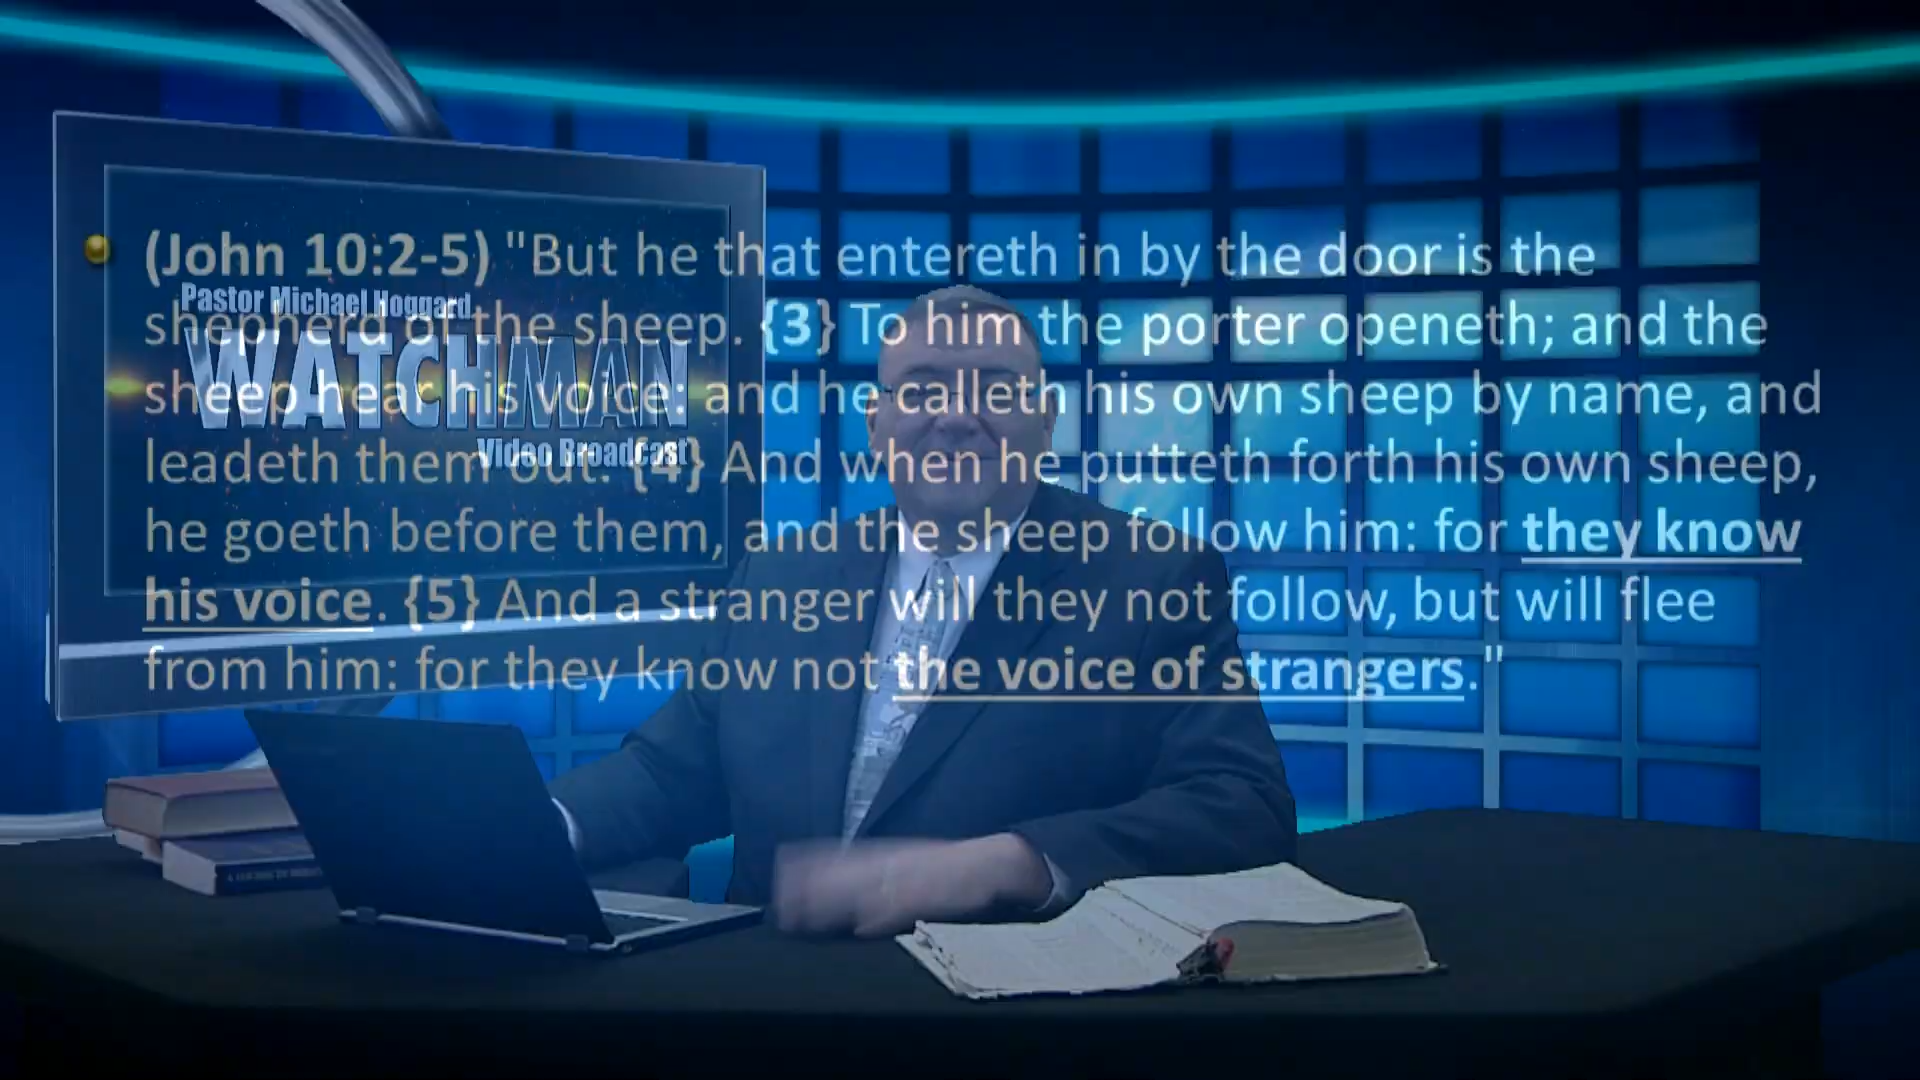 (John 10:2-5) "But he that entereth in by the door is the
shepherd of the sheep. {3} To him the porter openeth; and the
sheep hear his voice: and he calleth his own sheep by name, and
leadeth them out. {4} And when he putteth forth his own sheep,
he goeth before them, and the sheep follow him: for they know
his voice. {5} And a stranger will they not follow, but will flee
from him: for they know not the voice of strangers."
Pastor Michael Hoggard
WATCHMAN
Video Broadcast